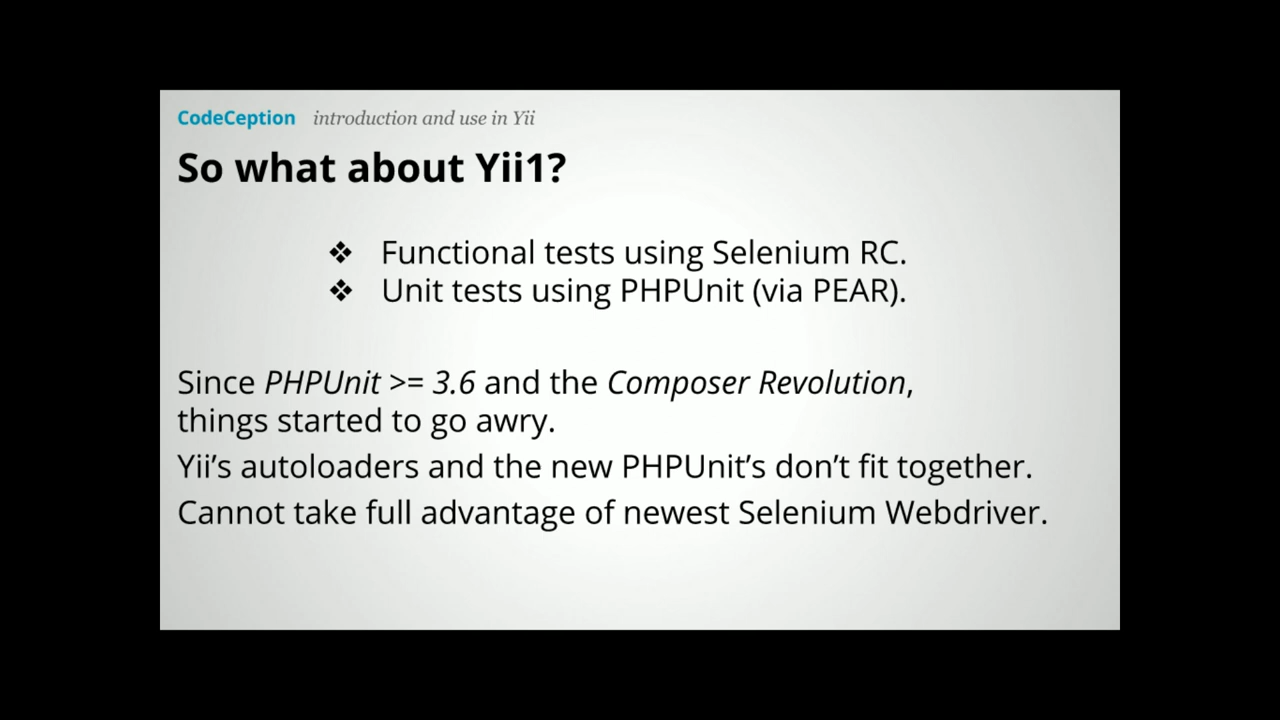 CodeCeption introduction and use in Yii
So what about Yii1?
❖ Functional tests using Selenium RC.
❖ Unit tests using PHPUnit (via PEAR).
Since PHPUnit >= 3.6 and the Composer Revolution,
things started to go awry.
Yii’s autoloaders and the new PHPUnit’s don’t fit together.
Cannot take full advantage of newest Selenium Webdriver.